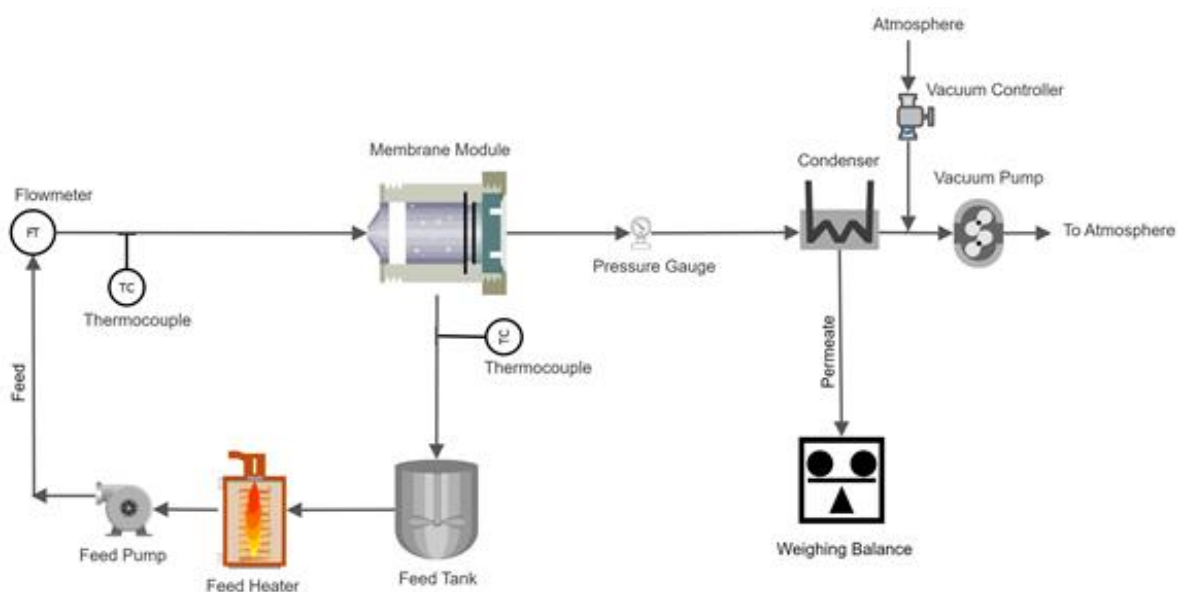 Atmosphere
Vacuum Controller
Membrane Module
Condenser
Vacuum Pump
Flowmeter
FT
To Atmosphere
Pressure Gauge
TC
Thermocouple
TC
Thermocouple
Feed
Permeate
Feed Pump
Feed Heater
Feed Tank
Weighing Balance